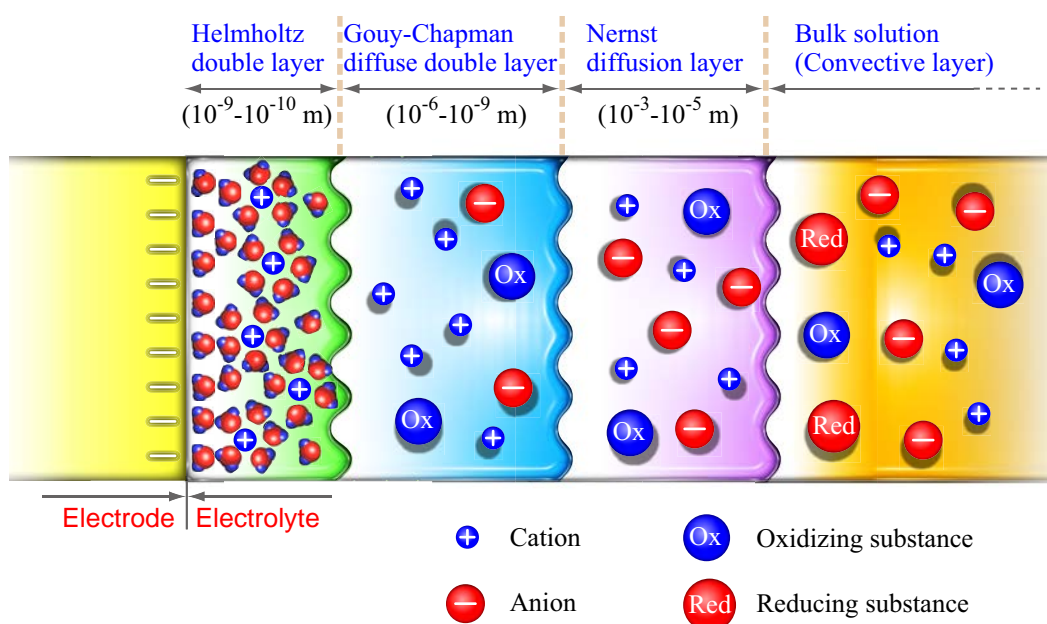 Helmholtz
double layer
Gouy-Chapman
diffuse double layer
Nernst
diffusion layer
Bulk solution
(Convective layer)
(10⁻⁹-10⁻¹⁰ m)
(10⁻⁶-10⁻⁹ m)
(10⁻³-10⁻⁵ m)
Ox
Red
Ox
Ox
Ox
Ox
Ox
Red
Electrode
Electrolyte
+ Cation
Ox Oxidizing substance
− Anion
Red Reducing substance